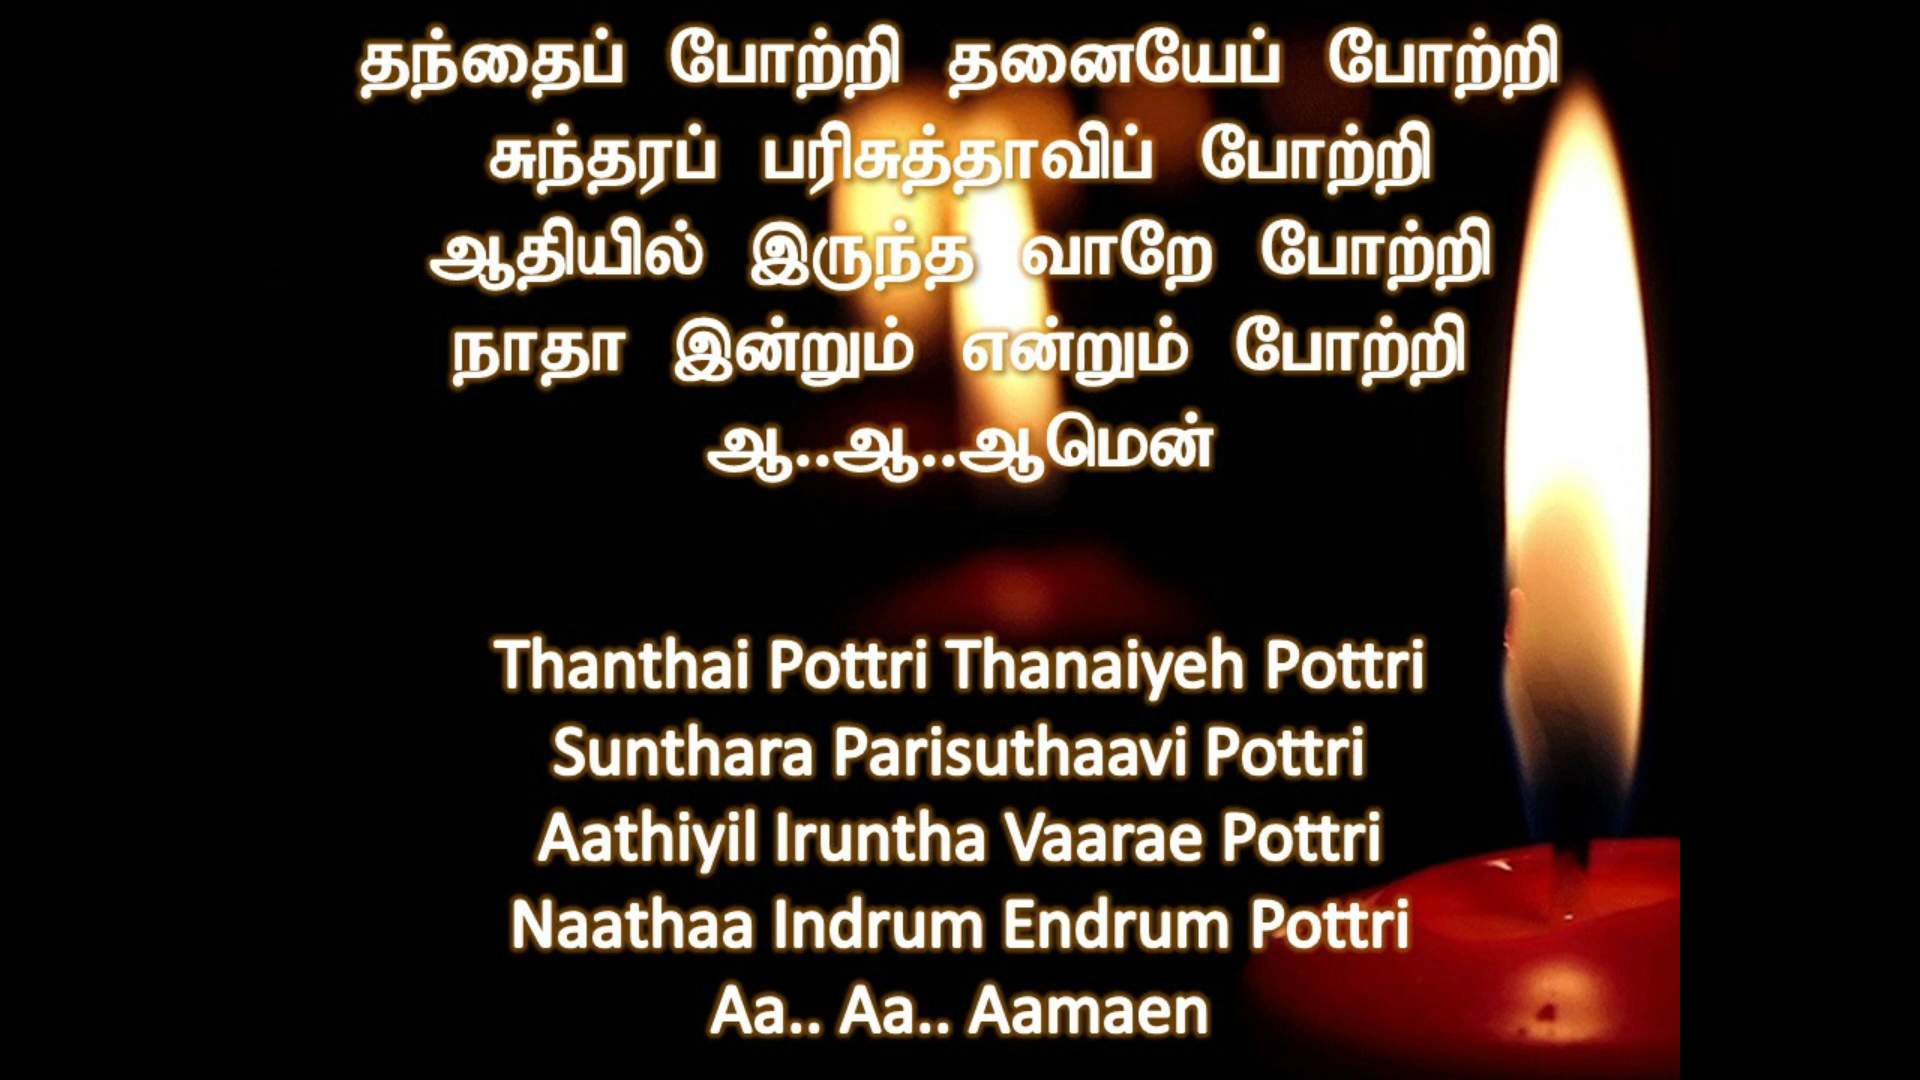 தந்தைப் போற்றி தனையேப் போற்றி
சுந்தரப் பரிசுத்தாவிப் போற்றி
ஆதியில் இருந்த வாறே போற்றி
நாதா இன்றும் என்றும் போற்றி
ஆ..ஆ..ஆமென்
Thanthai Pottri Thanaiyeh Pottri
Sunthara Parisuthaavi Pottri
Aathiyil Iruntha Vaarae Pottri
Naathaa Indrum Endrum Pottri
Aa.. Aa.. Aamaen